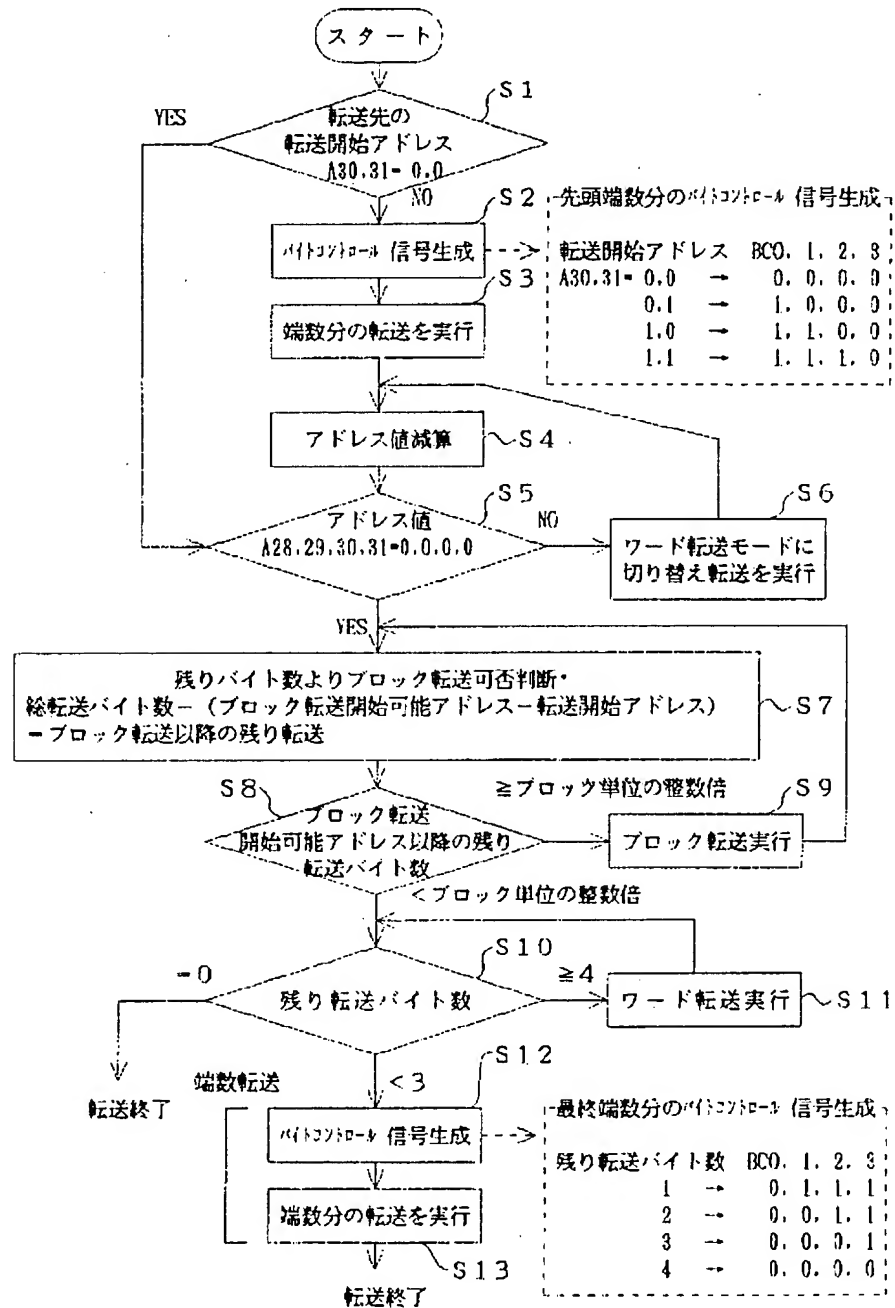 スタート
S1
YES
転送先の
転送開始アドレス
A30.31=0.0
NO
S2
バイトコントロール 信号生成
先頭端数分のバイトコントロール 信号生成
転送開始アドレス BC0. 1. 2. 3
A30.31= 0.0 → 0. 0. 0. 0
0.1 → 1. 0. 0. 0
1.0 → 1. 1. 0. 0
1.1 → 1. 1. 1. 0
S3
端数分の転送を実行
アドレス値減算
S4
S5
アドレス値
A28.29.30.31=0.0.0.0
NO
S6
ワード転送モードに
切り替え転送を実行
YES
残りバイト数よりブロック転送可否判断・
総転送バイト数−(ブロック転送開始可能アドレス−転送開始アドレス)
=ブロック転送以降の残り転送
S7
S8
ブロック転送
開始可能アドレス以降の残り
転送バイト数
≧ブロック単位の整数倍
S9
ブロック転送実行
<ブロック単位の整数倍
S10
=0
残り転送バイト数
≧4
ワード転送実行
S11
転送終了
端数転送
<3
S12
バイトコントロール 信号生成
最終端数分のバイトコントロール 信号生成
残り転送バイト数 BC0. 1. 2. 3
1 → 0. 1. 1. 1
2 → 0. 0. 1. 1
3 → 0. 0. 0. 1
4 → 0. 0. 0. 0
端数分の転送を実行
S13
転送終了